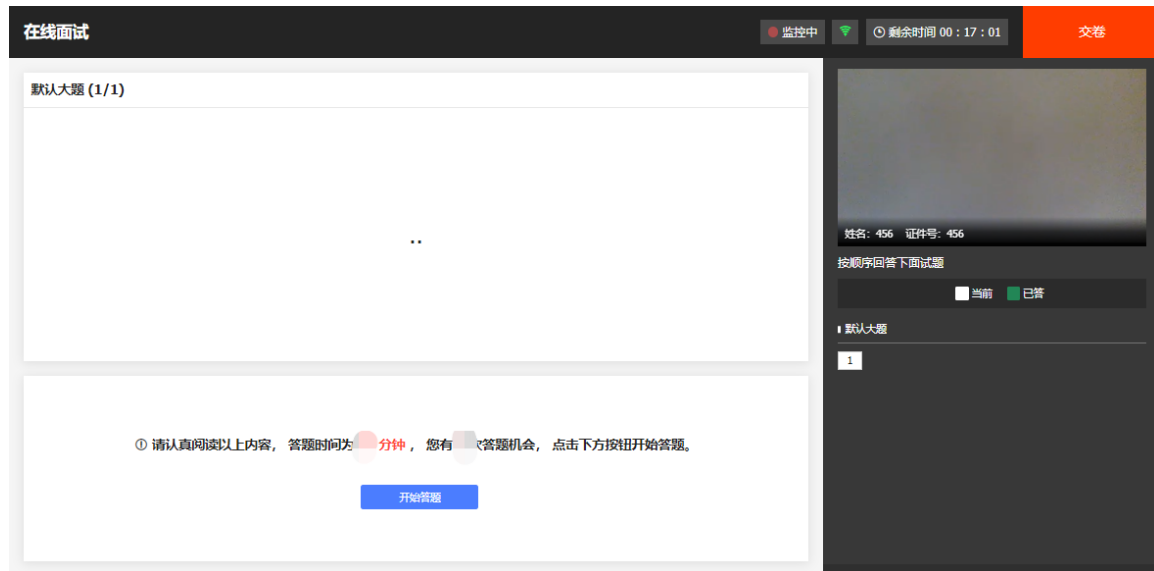 在线面试
监控中
剩余时间 00 : 17 : 01
交卷
默认大题 (1/1)
..
姓名: 456 证件号: 456
按顺序回答下面试题
当前 已答
默认大题
1
请认真阅读以上内容, 答题时间为 分钟 , 您有 次答题机会, 点击下方按钮开始答题。
开始答题